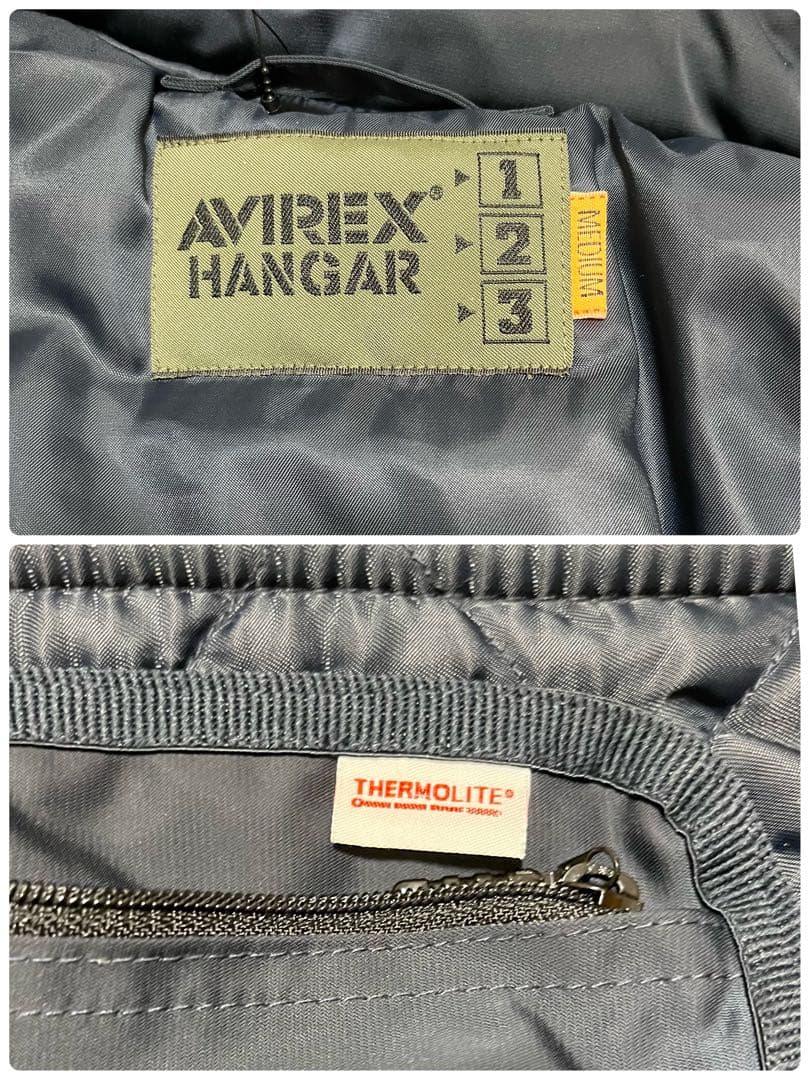 AVIREX®
HANGAR
1
2
3
MEDIUM
THERMOLITE®